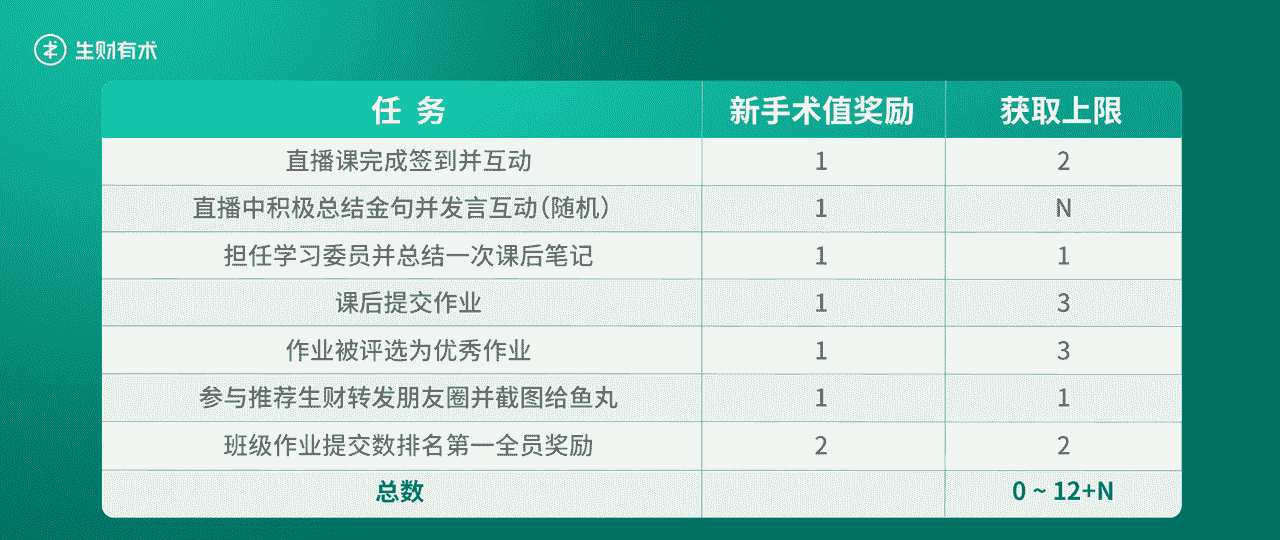 生财有术
任 务 新手术值奖励 获取上限
直播课完成签到并互动 1 2
直播中积极总结金句并发言互动(随机) 1 N
担任学习委员并总结一次课后笔记 1 1
课后提交作业 1 3
作业被评选为优秀作业 1 3
参与推荐生财转发朋友圈并截图给鱼丸 1 1
班级作业提交数排名第一全员奖励 2 2
总数 0 ~ 12+N